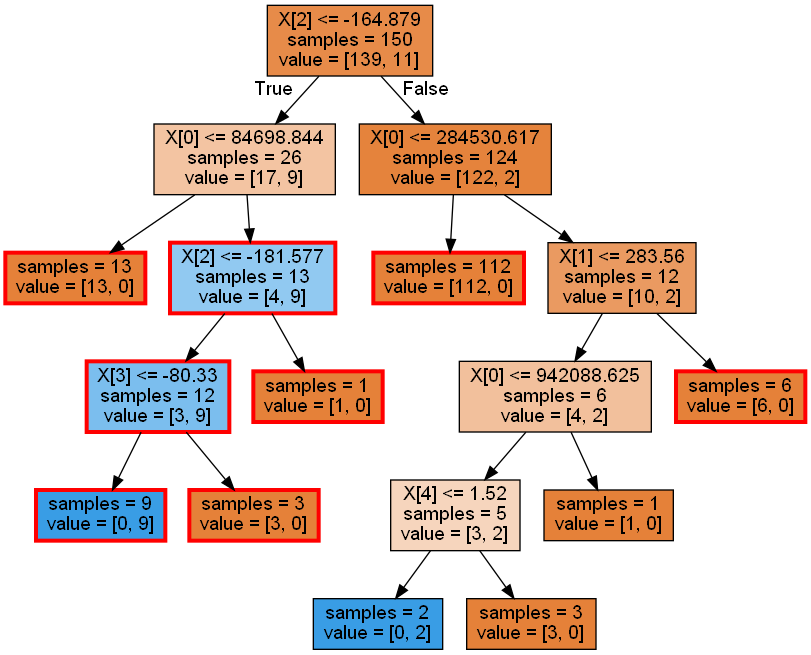 X[2] <= -164.879
samples = 150
value = [139, 11]
True
False
X[0] <= 84698.844
samples = 26
value = [17, 9]
X[0] <= 284530.617
samples = 124
value = [122, 2]
samples = 13
value = [13, 0]
X[2] <= -181.577
samples = 13
value = [4, 9]
samples = 112
value = [112, 0]
X[1] <= 283.56
samples = 12
value = [10, 2]
X[3] <= -80.33
samples = 12
value = [3, 9]
samples = 1
value = [1, 0]
X[0] <= 942088.625
samples = 6
value = [4, 2]
samples = 6
value = [6, 0]
samples = 9
value = [0, 9]
samples = 3
value = [3, 0]
X[4] <= 1.52
samples = 5
value = [3, 2]
samples = 1
value = [1, 0]
samples = 2
value = [0, 2]
samples = 3
value = [3, 0]